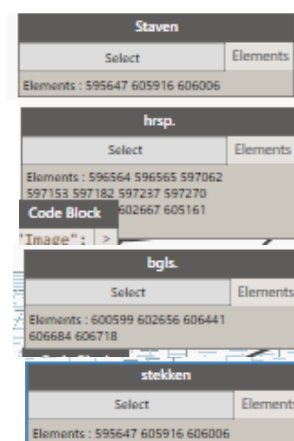 Staven
Select Elements
Elements : 595647 605916 606006
hrsp.
Select Elements
Elements : 596564 596565 597062
597153 597182 597237 597270
Code Block 602667 605161
"Image": >
bgls.
Select Elements
Elements : 600599 602656 606441
606684 606718
stekken
Select Elements
Elements : 595647 605916 606006